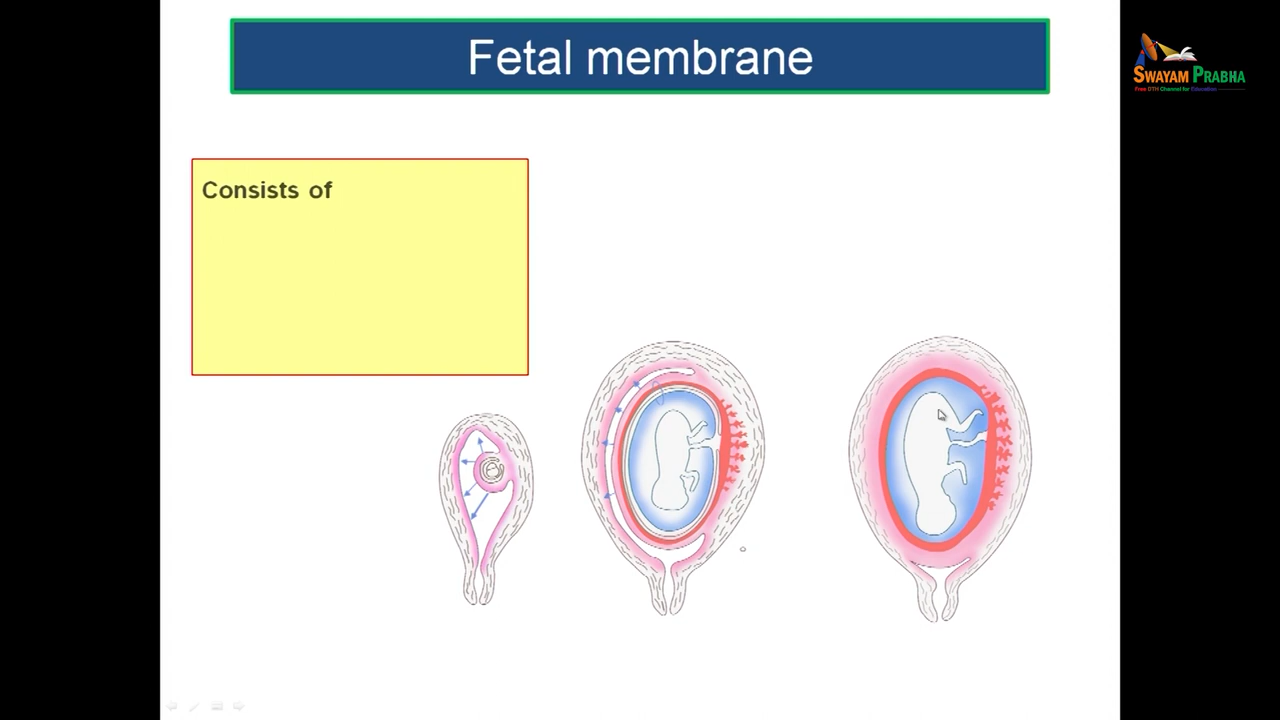 Fetal membrane
SWAYAM PRABHA
Free DTH Channel for Education
Consists of